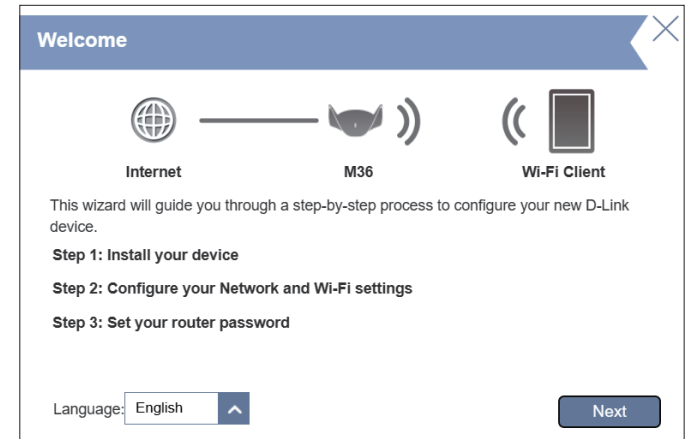 Welcome
Internet
M36
Wi-Fi Client
This wizard will guide you through a step-by-step process to configure your new D-Link
device.
Step 1: Install your device
Step 2: Configure your Network and Wi-Fi settings
Step 3: Set your router password
Language: English
Next